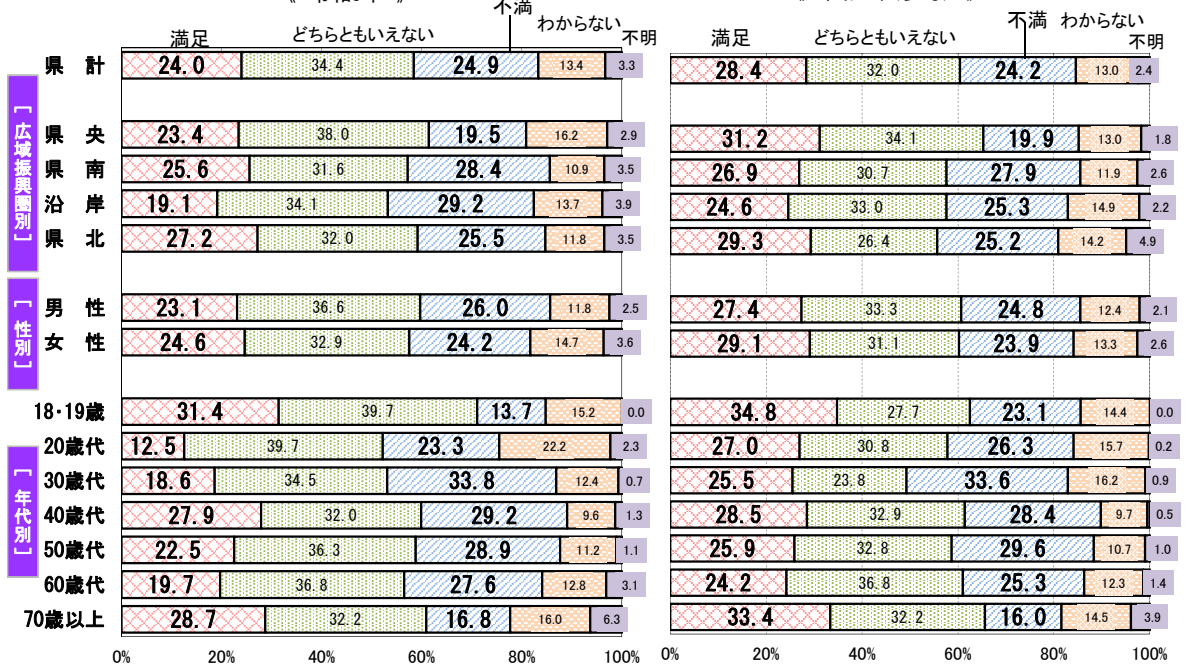 不満 不満
満足 どちらともいえない わからない 不明 満足 どちらともいえない わからない 不明
県計 24.0 34.4 24.9 13.4 3.3 28.4 32.0 24.2 13.0 2.4
[広域振興圏別]
県央 23.4 38.0 19.5 16.2 2.9 31.2 34.1 19.9 13.0 1.8
県南 25.6 31.6 28.4 10.9 3.5 26.9 30.7 27.9 11.9 2.6
沿岸 19.1 34.1 29.2 13.7 3.9 24.6 33.0 25.3 14.9 2.2
県北 27.2 32.0 25.5 11.8 3.5 29.3 26.4 25.2 14.2 4.9
[性別]
男性 23.1 36.6 26.0 11.8 2.5 27.4 33.3 24.8 12.4 2.1
女性 24.6 32.9 24.2 14.7 3.6 29.1 31.1 23.9 13.3 2.6
[年代別]
18・19歳 31.4 39.7 13.7 15.2 0.0 34.8 27.7 23.1 14.4 0.0
20歳代 12.5 39.7 23.3 22.2 2.3 27.0 30.8 26.3 15.7 0.2
30歳代 18.6 34.5 33.8 12.4 0.7 25.5 23.8 33.6 16.2 0.9
40歳代 27.9 32.0 29.2 9.6 1.3 28.5 32.9 28.4 9.7 0.5
50歳代 22.5 36.3 28.9 11.2 1.1 25.9 32.8 29.6 10.7 1.0
60歳代 19.7 36.8 27.6 12.8 3.1 24.2 36.8 25.3 12.3 1.4
70歳以上 28.7 32.2 16.8 16.0 6.3 33.4 32.2 16.0 14.5 3.9
0% 20% 40% 60% 80% 100% 0% 20% 40% 60% 80% 100%